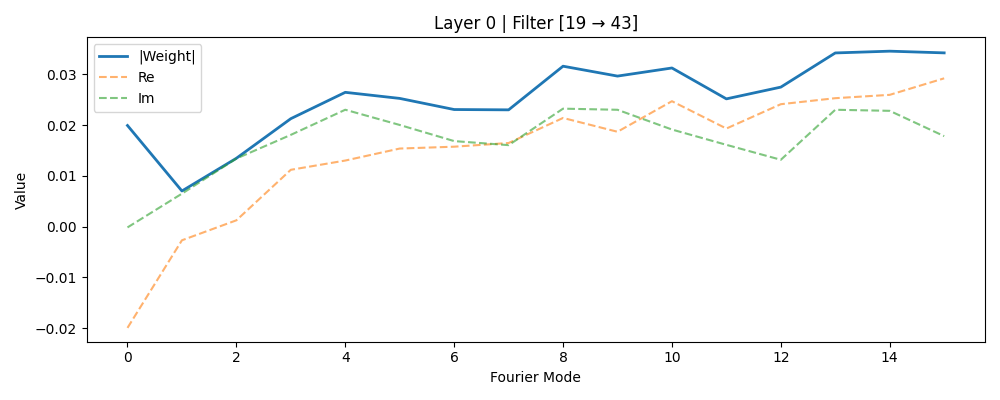 Layer 0 | Filter [19 → 43]
|Weight|
Re
Im
Value
0.03
0.02
0.01
0.00
−0.01
−0.02
0 2 4 6 8 10 12 14
Fourier Mode